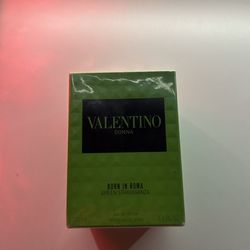 VALENTINO
DONNA
BORN IN ROMA
GREEN STRAVAGANZA